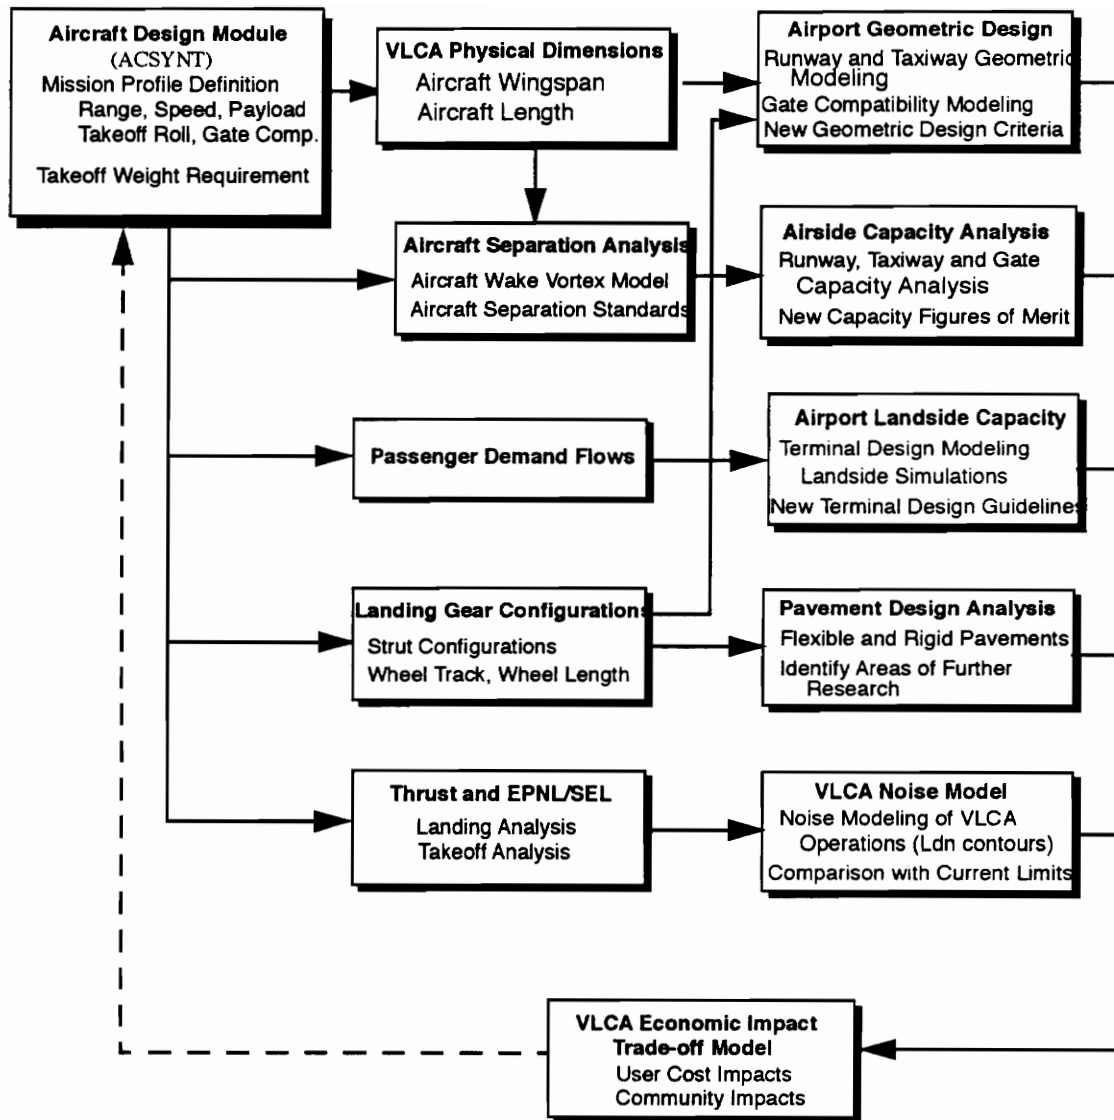 Aircraft Design Module
(ACSYNT)
Mission Profile Definition
Range, Speed, Payload
Takeoff Roll, Gate Comp.
Takeoff Weight Requirement
VLCA Physical Dimensions
Aircraft Wingspan
Aircraft Length
Airport Geometric Design
Runway and Taxiway Geometric
Modeling
Gate Compatibility Modeling
New Geometric Design Criteria
Aircraft Separation Analysis
Aircraft Wake Vortex Model
Aircraft Separation Standards
Airside Capacity Analysis
Runway, Taxiway and Gate
Capacity Analysis
New Capacity Figures of Merit
Passenger Demand Flows
Airport Landside Capacity
Terminal Design Modeling
Landside Simulations
New Terminal Design Guidelines
Landing Gear Configurations
Strut Configurations
Wheel Track, Wheel Length
Pavement Design Analysis
Flexible and Rigid Pavements
Identify Areas of Further
Research
Thrust and EPNL/SEL
Landing Analysis
Takeoff Analysis
VLCA Noise Model
Noise Modeling of VLCA
Operations (Ldn contours)
Comparison with Current Limits
VLCA Economic Impact
Trade-off Model
User Cost Impacts
Community Impacts